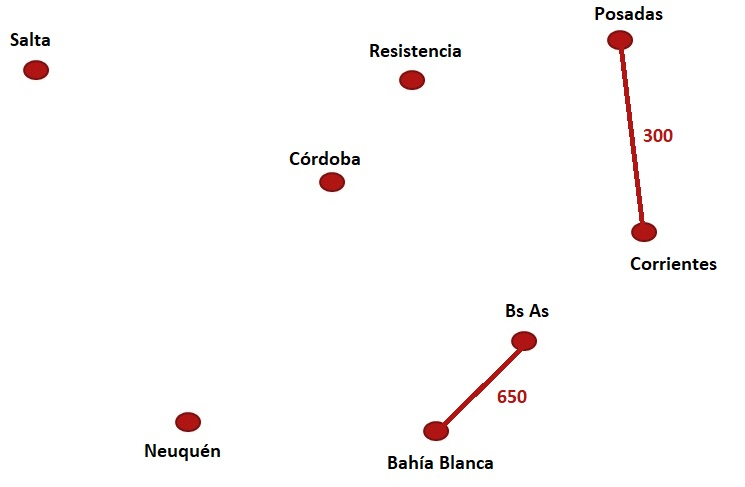 Posadas
Salta
Resistencia
300
Córdoba
Corrientes
Bs As
650
Neuquén
Bahía Blanca